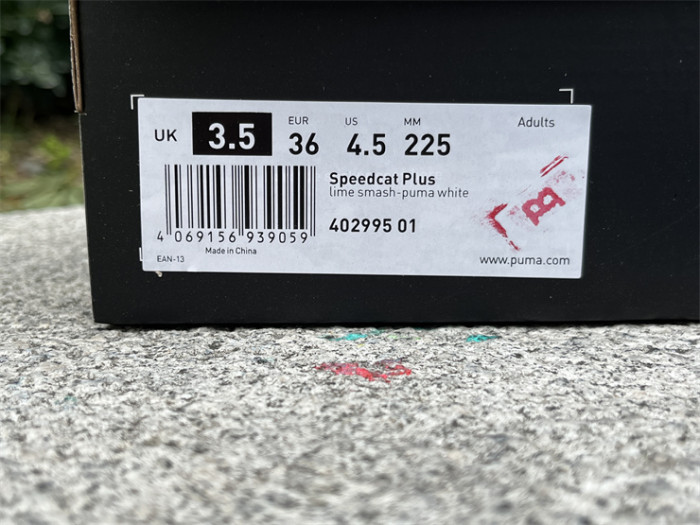 UK 3.5 EUR 36 US 4.5 MM 225 Adults
Speedcat Plus
lime smash-puma white
4 069156 939059
402995 01
Made in China
EAN-13
www.puma.com
B